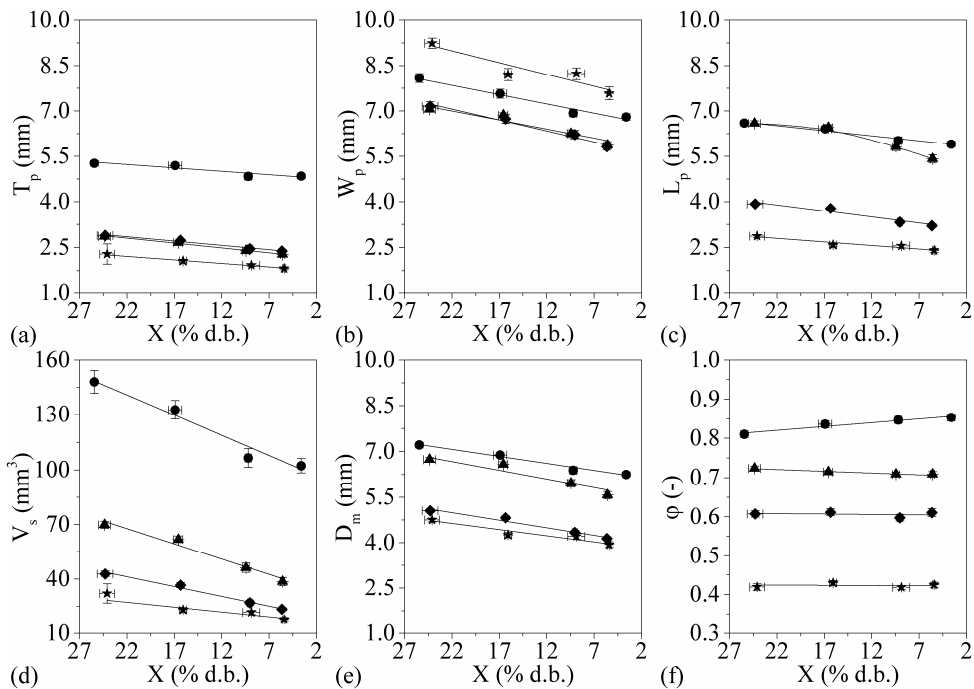 10.0
8.5
7.0
5.5
4.0
2.5
1.0
T_p (mm)
27 22 17 12 7 2
(a) X (% d.b.)
10.0
8.5
7.0
5.5
4.0
2.5
1.0
W_p (mm)
27 22 17 12 7 2
(b) X (% d.b.)
10.0
8.5
7.0
5.5
4.0
2.5
1.0
L_p (mm)
27 22 17 12 7 2
(c) X (% d.b.)
160
130
100
70
40
10
V_s (mm³)
27 22 17 12 7 2
(d) X (% d.b.)
10.0
8.5
7.0
5.5
4.0
2.5
1.0
D_m (mm)
27 22 17 12 7 2
(e) X (% d.b.)
1.0
0.9
0.8
0.7
0.6
0.5
0.4
0.3
φ (-)
27 22 17 12 7 2
(f) X (% d.b.)